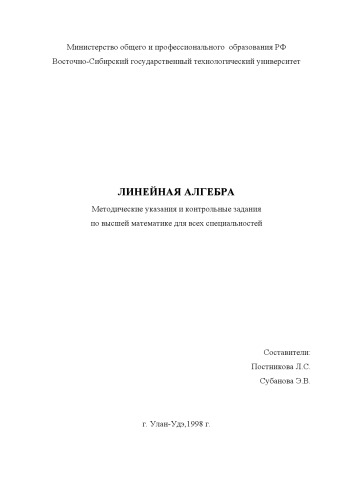 Министерство общего и профессионального образования РФ
Восточно-Сибирский государственный технологический университет
ЛИНЕЙНАЯ АЛГЕБРА
Методические указания и контрольные задания
по высшей математике для всех специальностей
Составители:
Постникова Л.С.
Субанова Э.В.
г. Улан-Удэ,1998 г.